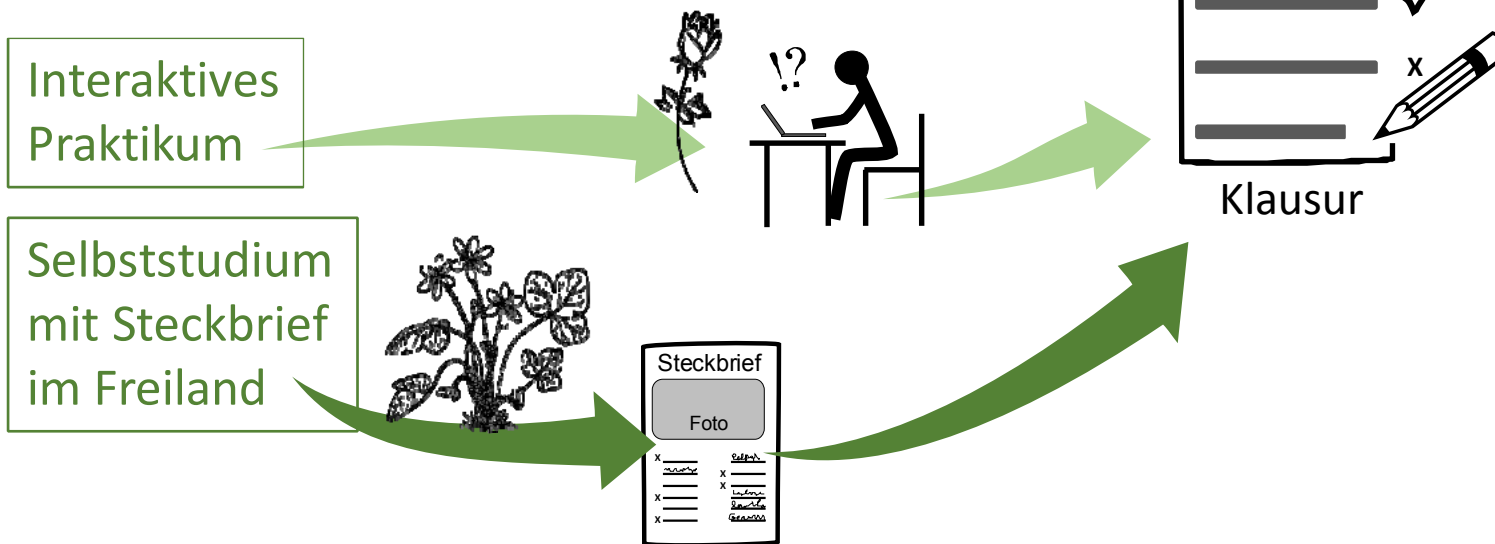 Interaktives
Praktikum
!?
x
Klausur
Selbststudium
mit Steckbrief
im Freiland
Steckbrief
Foto
x
x
x
x
x